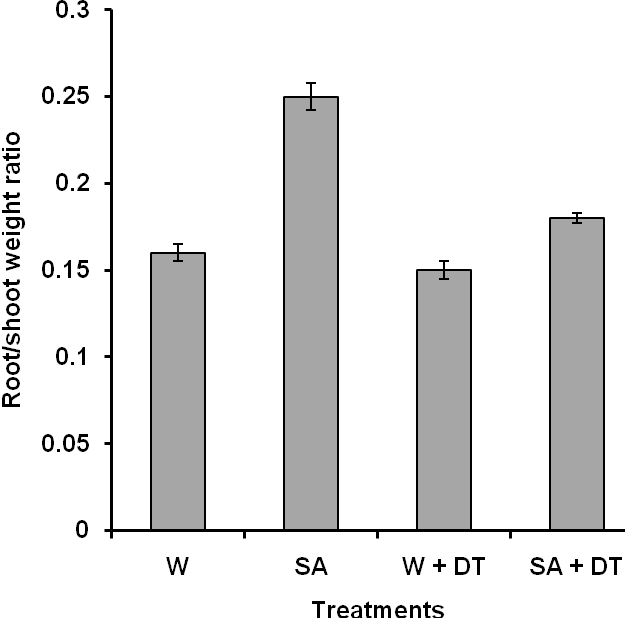 Root/shoot weight ratio
0.3
0.25
0.2
0.15
0.1
0.05
0
W SA W + DT SA + DT
Treatments